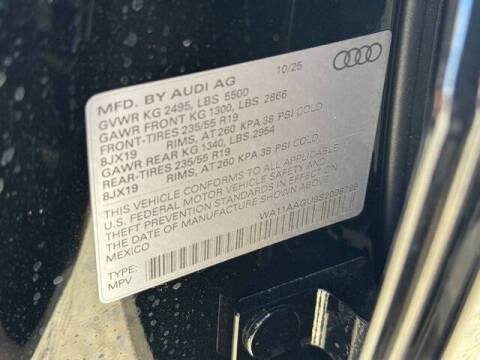 10/25
MFD. BY AUDI AG
GVWR KG 2495, LBS 5500
GAWR FRONT KG 1300, LBS 2866
FRONT-TIRES 235/55 R19
8JX19 RIMS, AT 260 KPA 38 PSI COLD
GAWR REAR KG 1340, LBS 2954
REAR-TIRES 235/55 R19
8JX19 RIMS, AT 260 KPA 38 PSI COLD
THIS VEHICLE CONFORMS TO ALL APPLICABLE
U.S. FEDERAL MOTOR VEHICLE SAFETY AND
THEFT PREVENTION STANDARDS IN EFFECT ON
THE DATE OF MANUFACTURE SHOWN ABOVE.
MEXICO
TYPE:
MPV